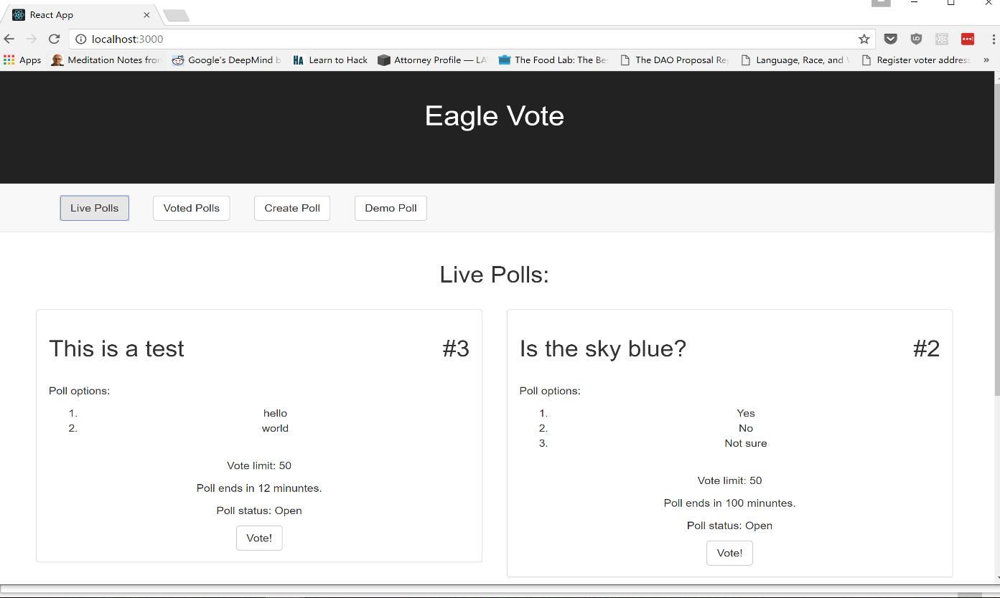 React App
localhost:3000
Apps Meditation Notes from Google's DeepMind b Learn to Hack Attorney Profile — LA The Food Lab: The Bes The DAO Proposal Rep Language, Race, and Register voter address »
Eagle Vote
Live Polls Voted Polls Create Poll Demo Poll
Live Polls:
This is a test #3
Poll options:
1. hello
2. world
Vote limit: 50
Poll ends in 12 minuntes.
Poll status: Open
Vote!
Is the sky blue? #2
Poll options:
1. Yes
2. No
3. Not sure
Vote limit: 50
Poll ends in 100 minuntes.
Poll status: Open
Vote!